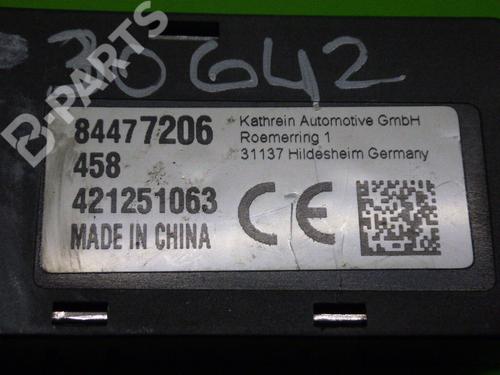 30642
B-PARTS
84477206
458
421251063
MADE IN CHINA
Kathrein Automotive GmbH
Roemerring 1
31137 Hildesheim Germany
CE